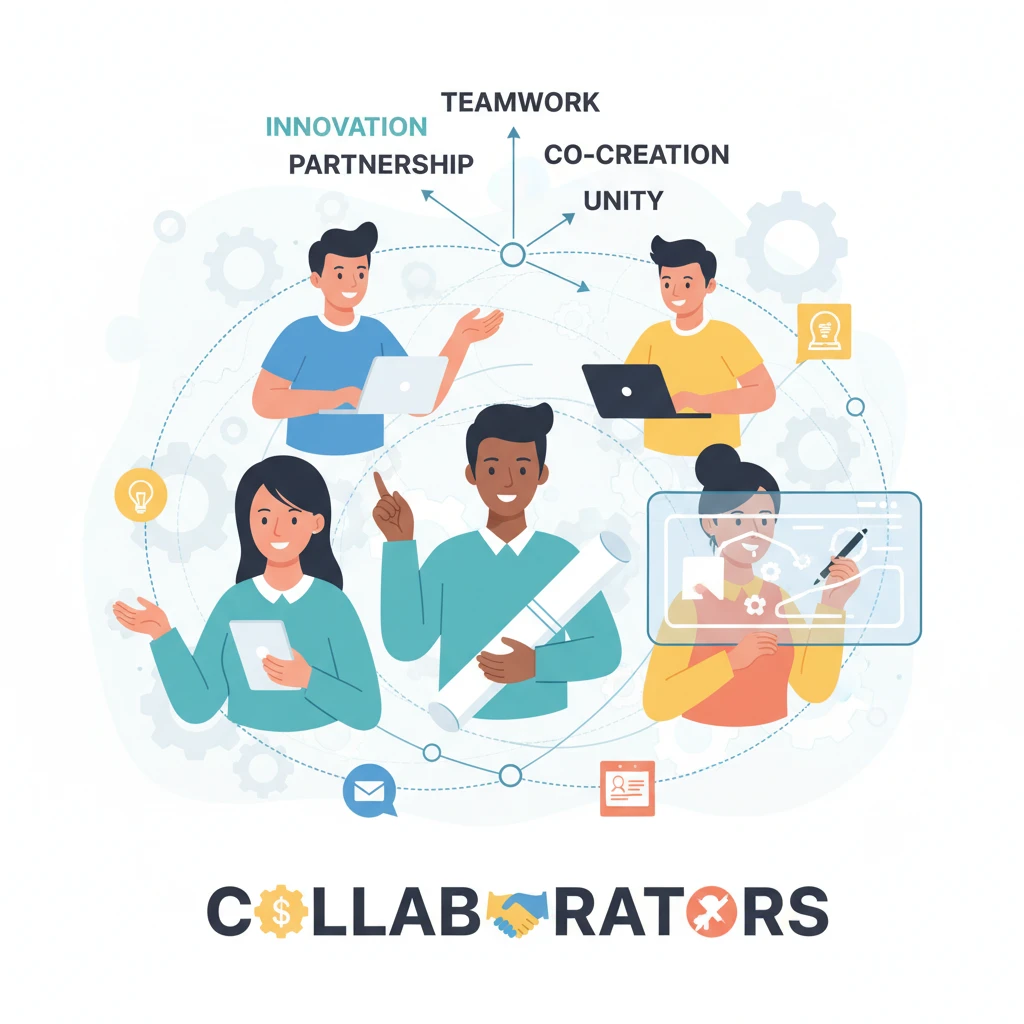 TEAMWORK
INNOVATION
PARTNERSHIP
CO-CREATION
UNITY
$
COLLABORATORS